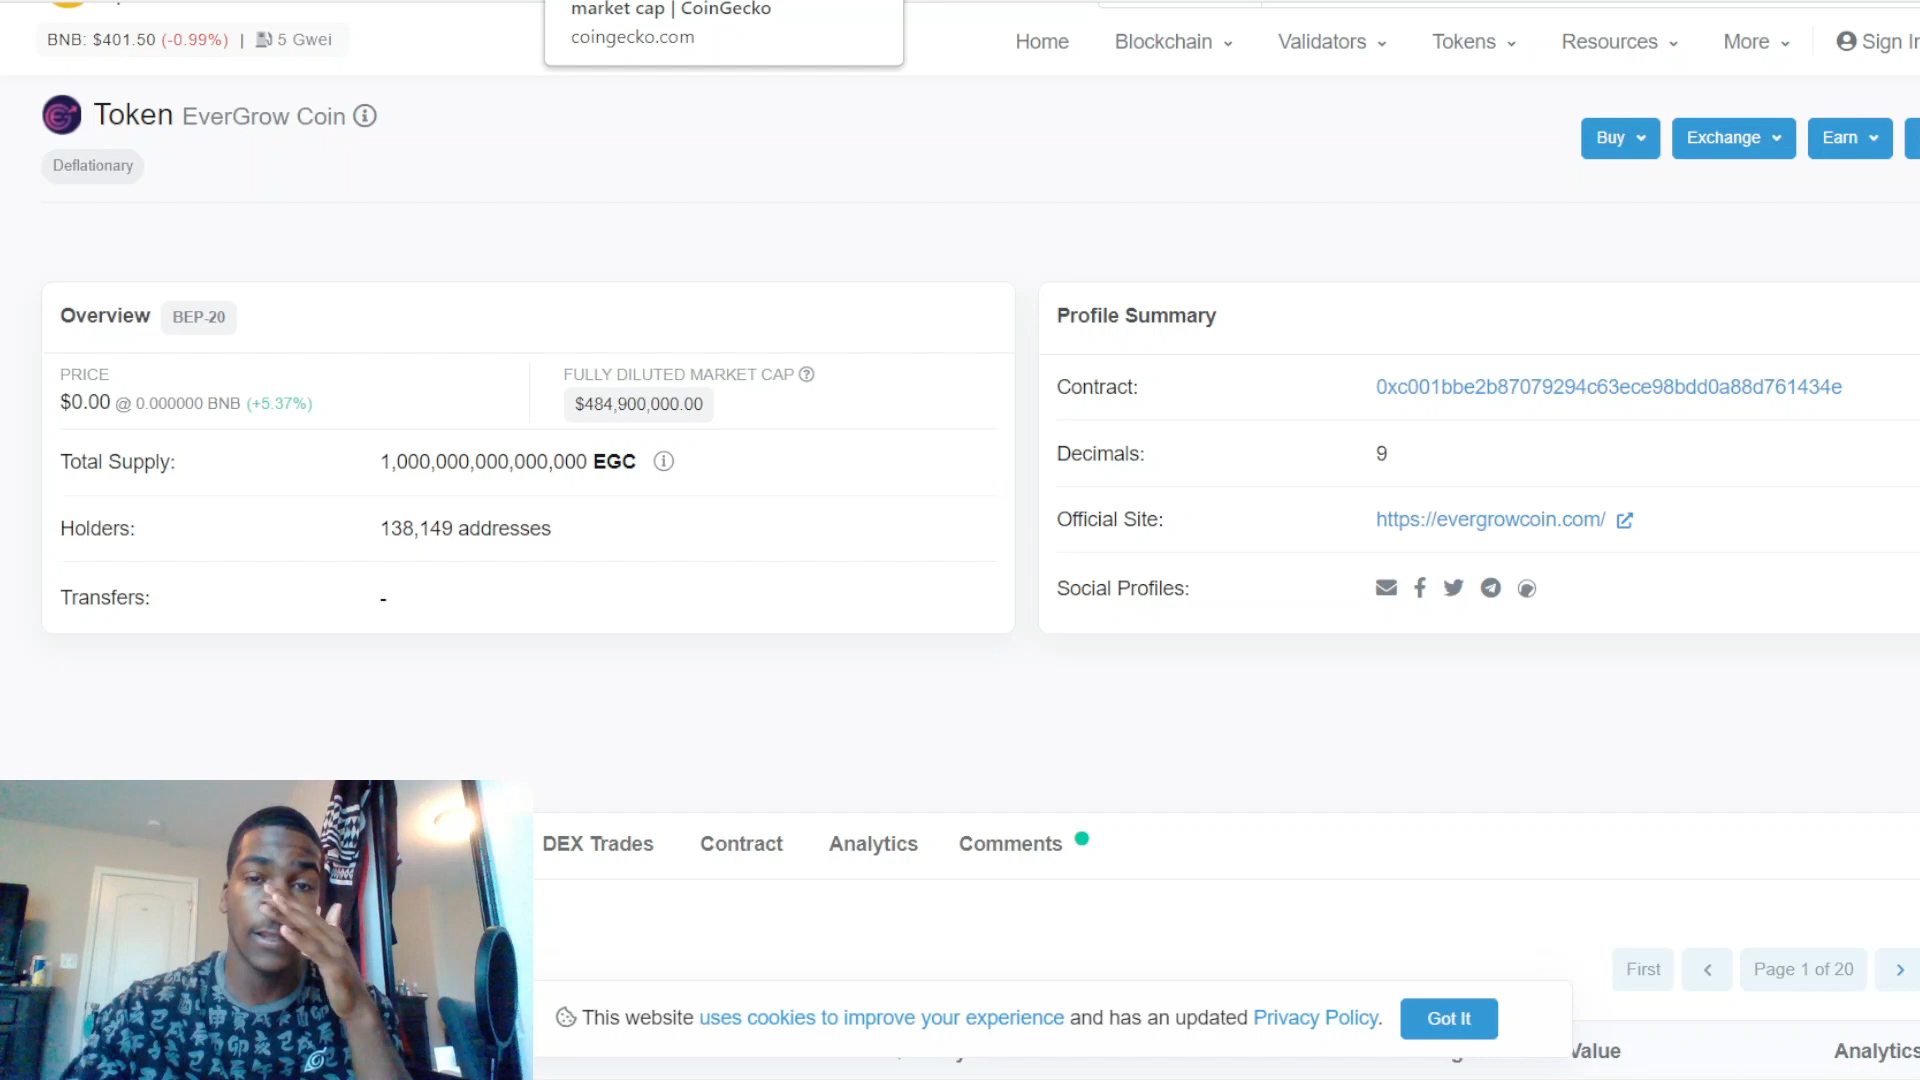 market cap | CoinGecko
coingecko.com
BNB: $401.50 (-0.99%) | 5 Gwei
Home Blockchain Validators Tokens Resources More Sign In
Token EverGrow Coin
Deflationary
Buy Exchange Earn
Overview BEP-20
PRICE
$0.00 @ 0.000000 BNB (+5.37%)
FULLY DILUTED MARKET CAP
$484,900,000.00
Total Supply: 1,000,000,000,000,000 EGC
Holders: 138,149 addresses
Transfers: -
Profile Summary
Contract: 0xc001bbe2b87079294c63ece98bdd0a88d761434e
Decimals: 9
Official Site: https://evergrowcoin.com/
Social Profiles:
DEX Trades Contract Analytics Comments
First Page 1 of 20
This website uses cookies to improve your experience and has an updated Privacy Policy. Got It
Value Analytics